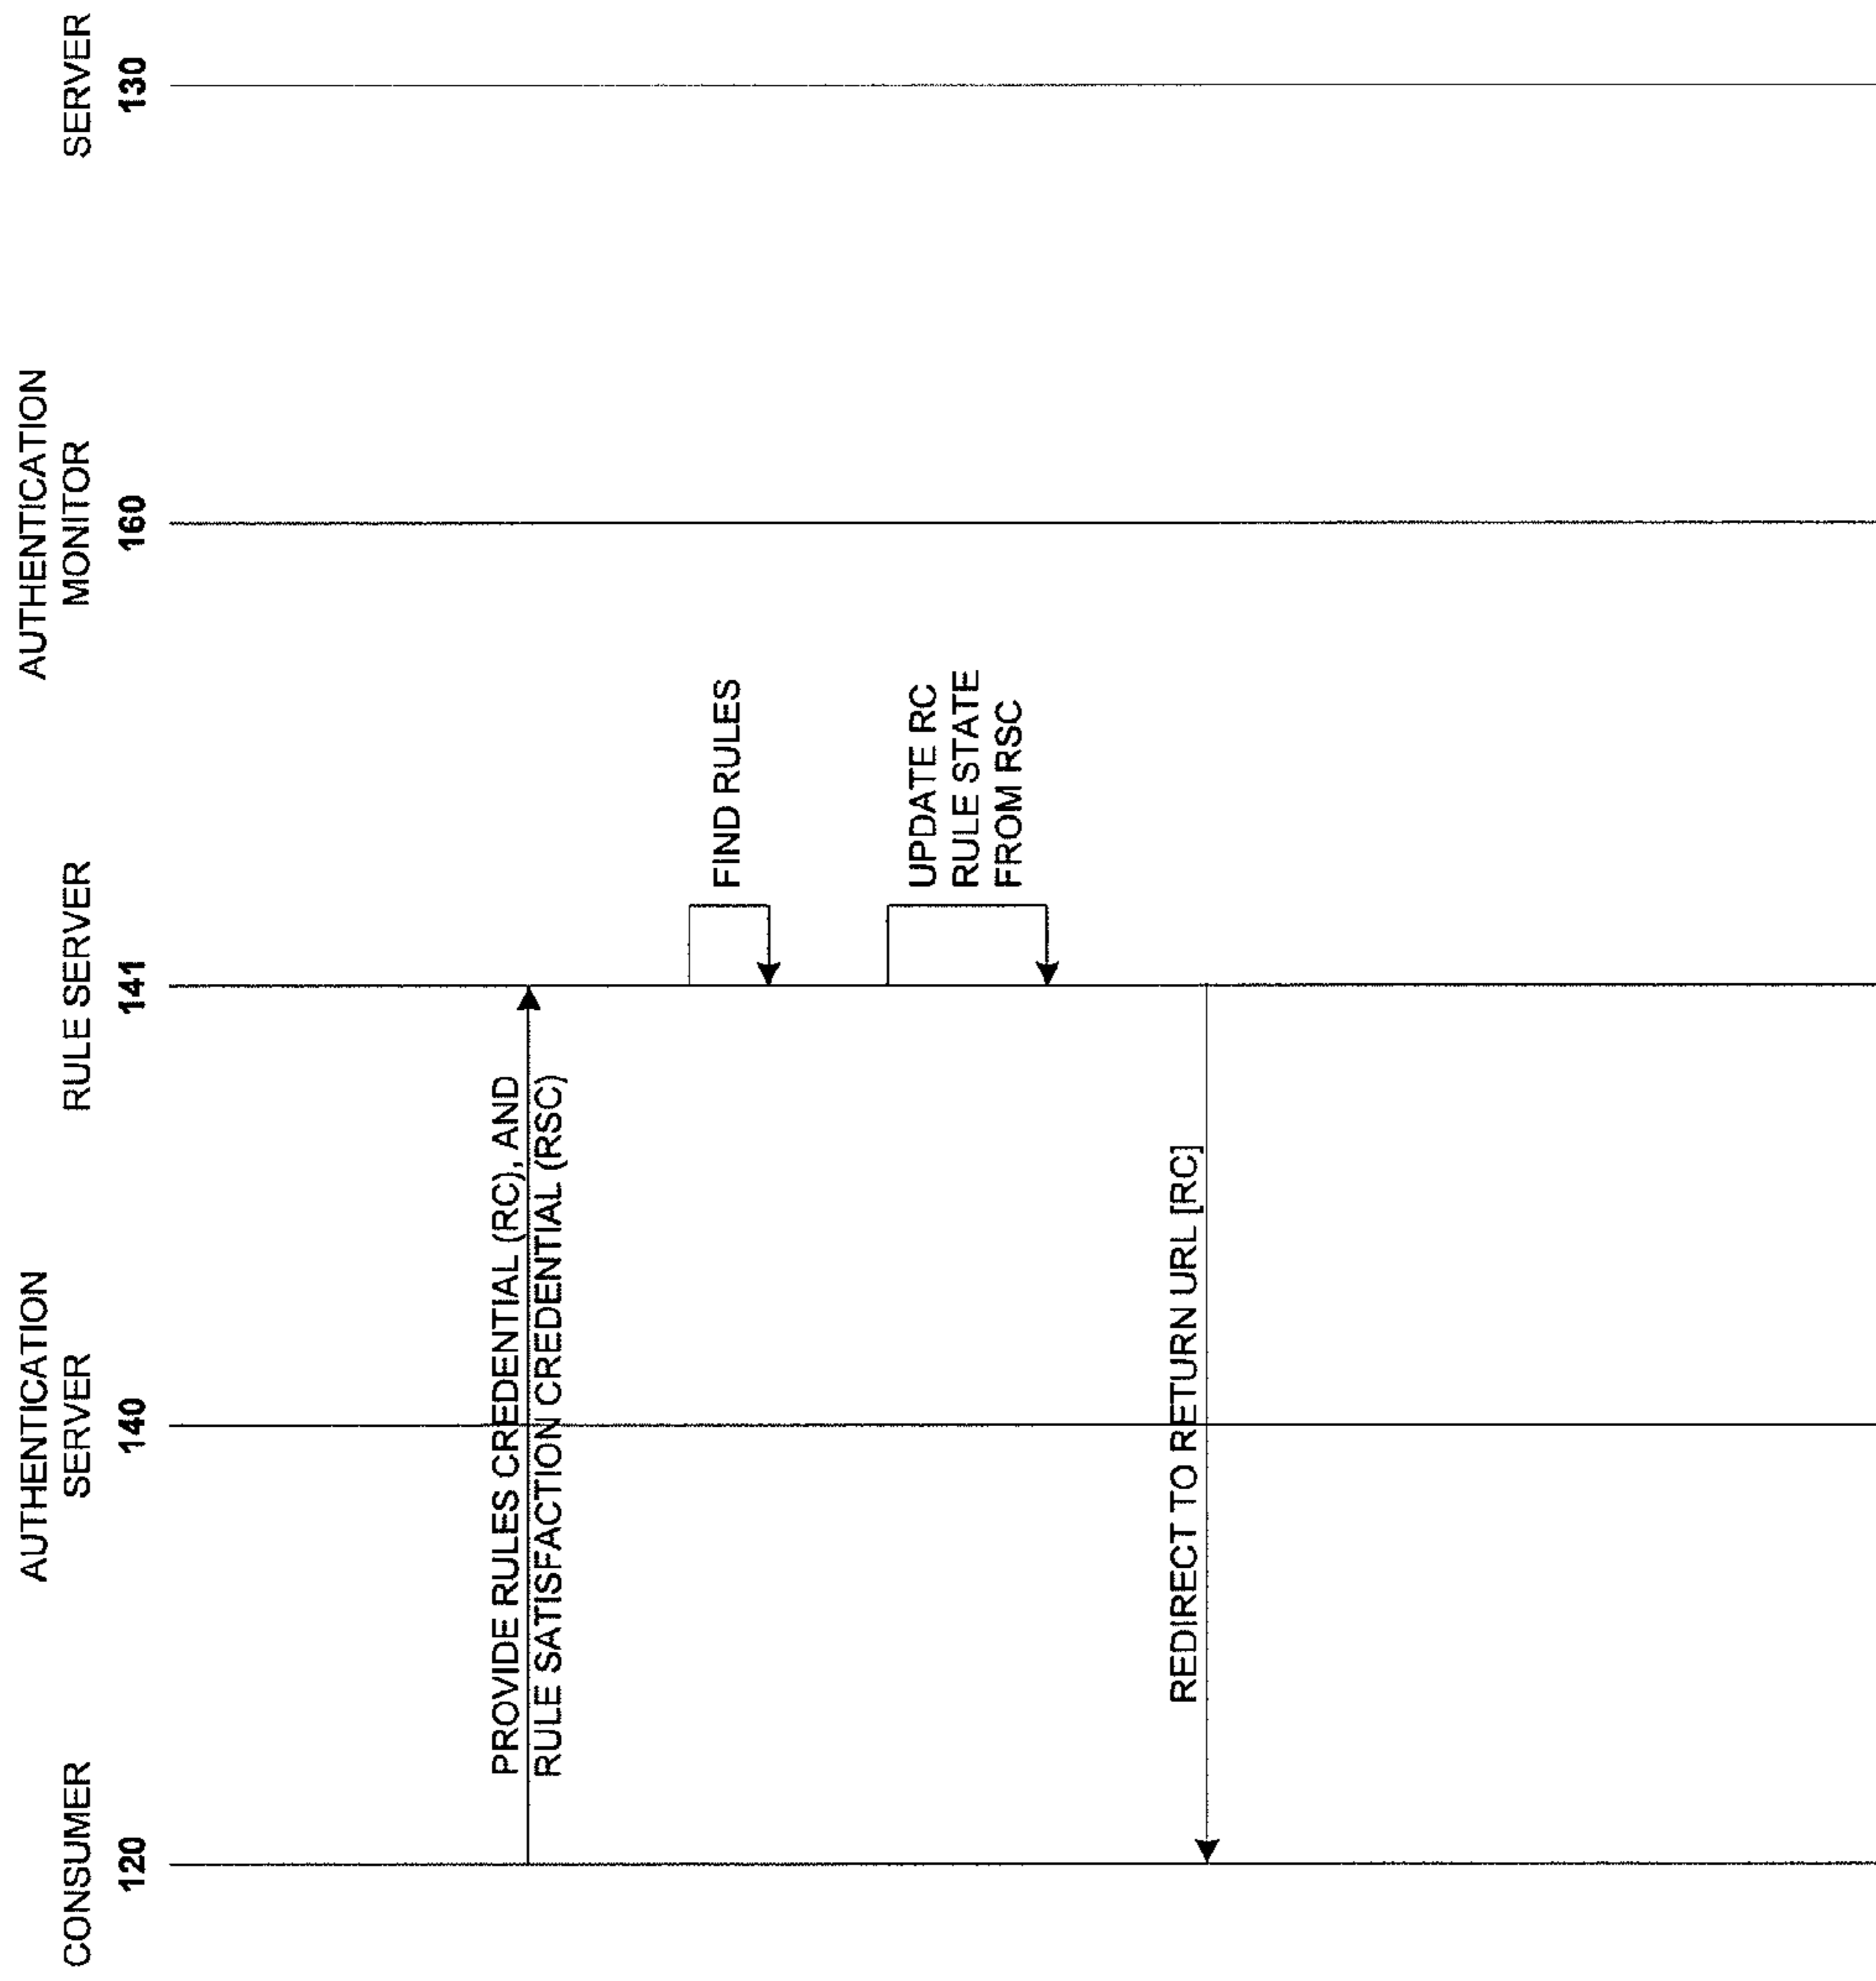 CONSUMER
120
AUTHENTICATION
SERVER
140
RULE SERVER
141
AUTHENTICATION
MONITOR
160
SERVER
130
PROVIDE RULES CREDENTIAL (RC), AND
RULE SATISFACTION CREDENTIAL (RSC)
FIND RULES
UPDATE RC
RULE STATE
FROM RSC
REDIRECT TO RETURN URL [RC]